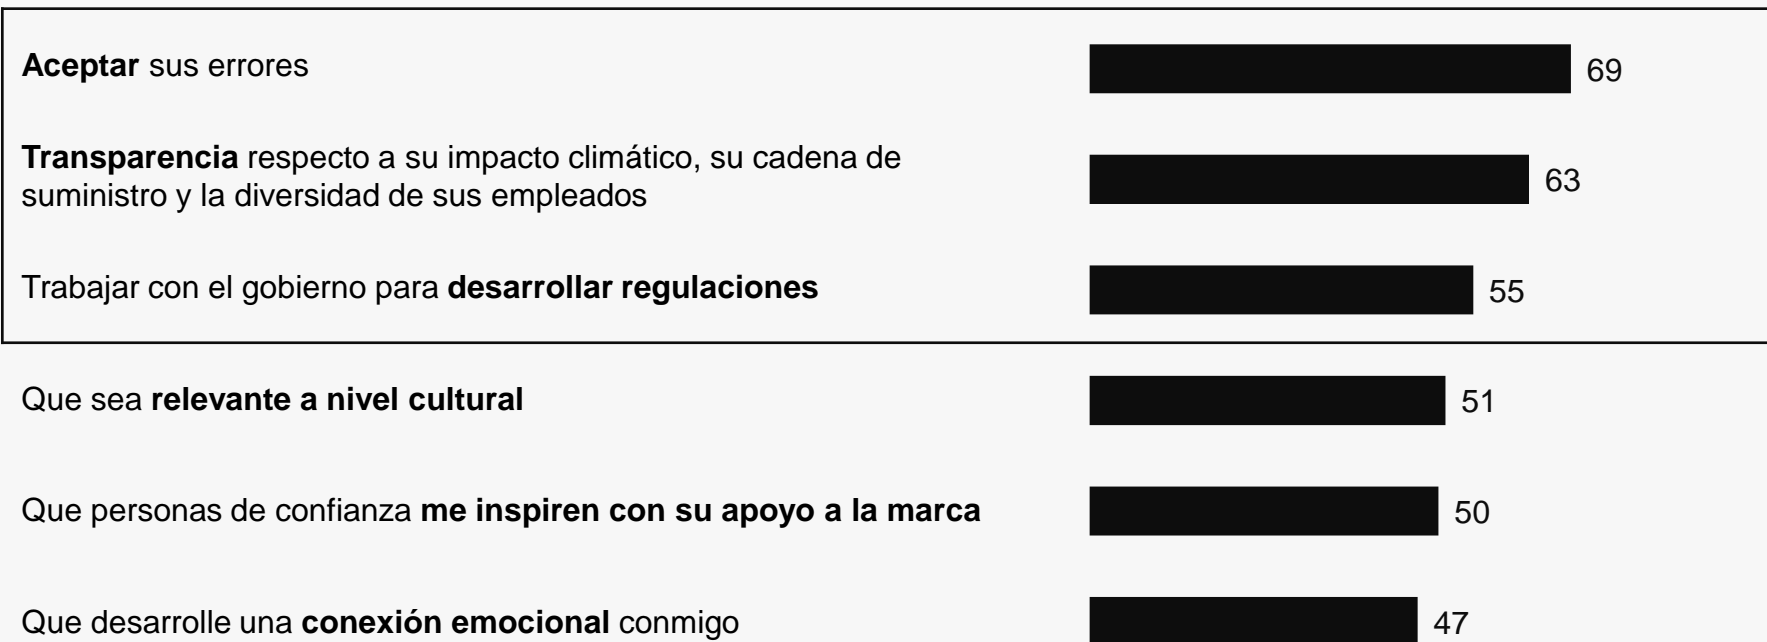 Aceptar sus errores
69
Transparencia respecto a su impacto climático, su cadena de
suministro y la diversidad de sus empleados
63
Trabajar con el gobierno para desarrollar regulaciones
55
Que sea relevante a nivel cultural
51
Que personas de confianza me inspiren con su apoyo a la marca
50
Que desarrolle una conexión emocional conmigo
47